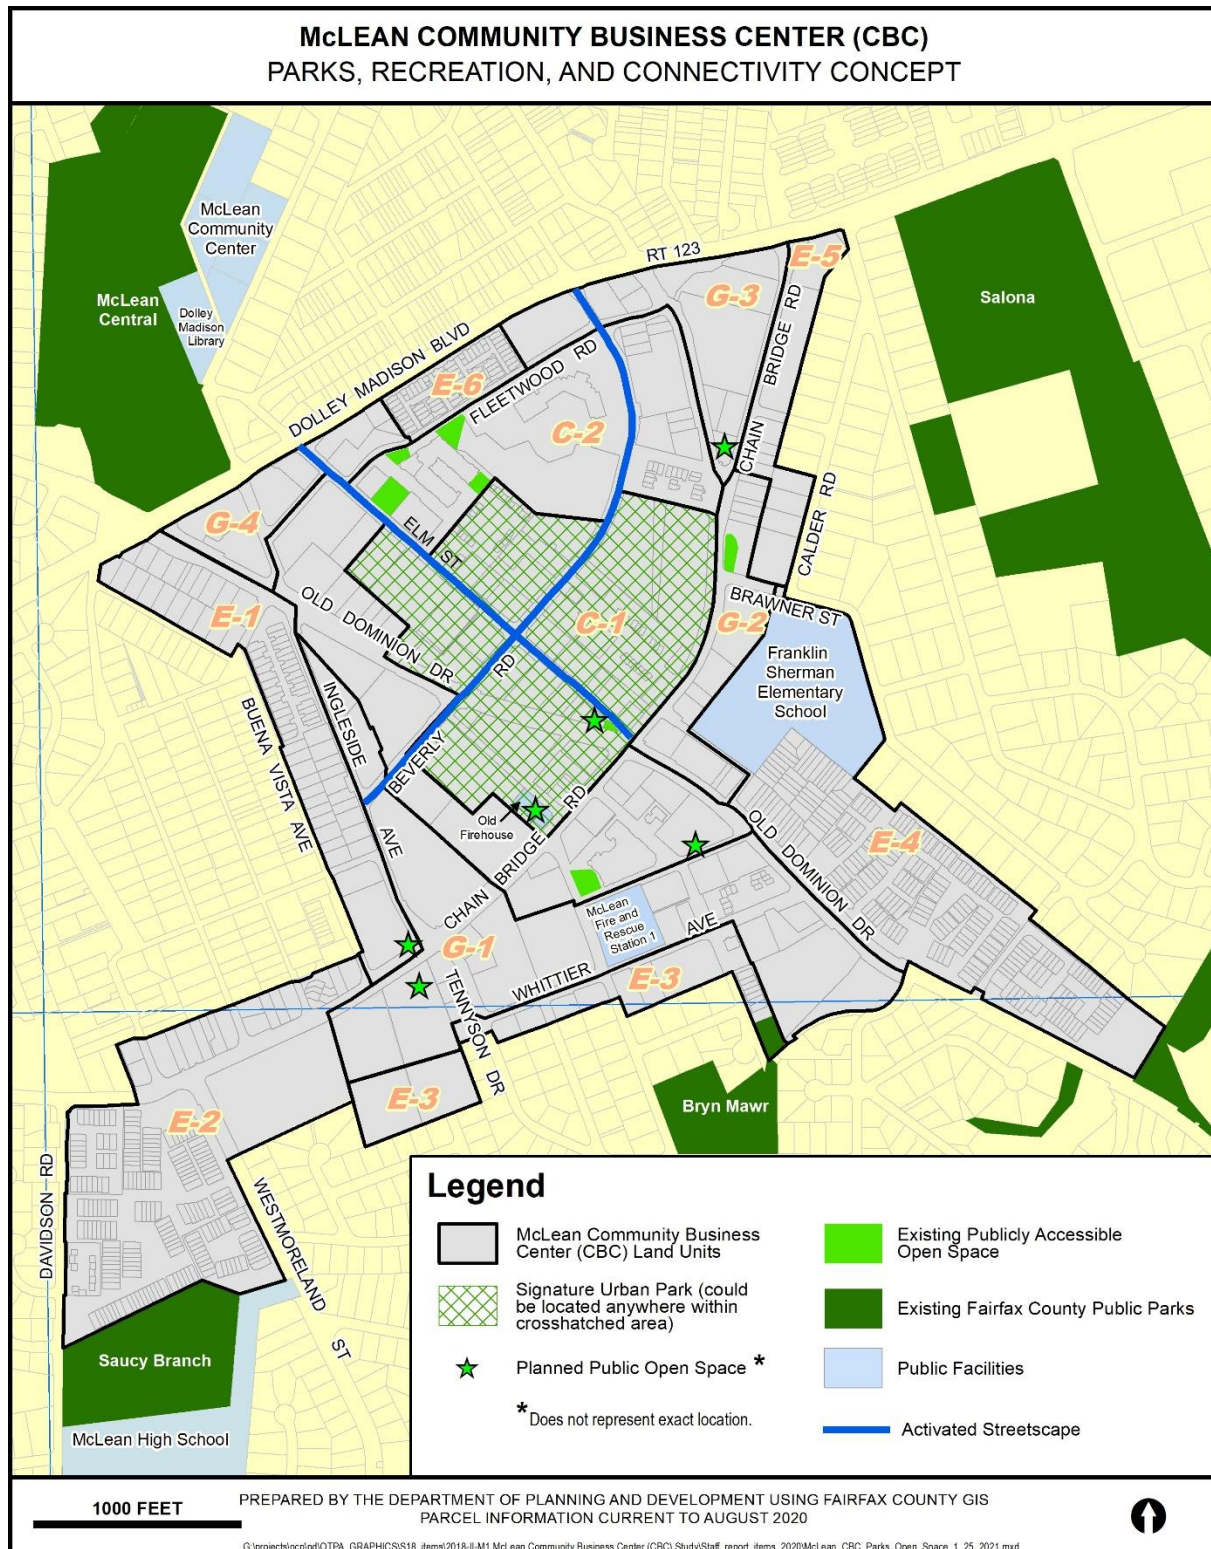 McLEAN COMMUNITY BUSINESS CENTER (CBC)
PARKS, RECREATION, AND CONNECTIVITY CONCEPT
McLean
Community
Center
McLean
Central
Dolley
Madison
Library
RT 123
E-5
G-3
Salona
DOLLEY MADISON BLVD
E-6
FLEETWOOD RD
C-2
CHAIN BRIDGE RD
CALDER RD
G-4
ELM ST
E-1
OLD DOMINION DR
C-1
BRAWNER ST
G-2
Franklin
Sherman
Elementary
School
INGLESIDE AVE
BUENA VISTA AVE
BEVERLY RD
Old
Firehouse
CHAIN BRIDGE RD
OLD DOMINION DR
E-4
McLean
Fire and
Rescue
Station 1
G-1
WHITTIER AVE
E-3
TENNYSON DR
E-3
Bryn Mawr
E-2
DAVIDSON RD
WESTMORELAND ST
Saucy Branch
McLean High School
Legend
McLean Community Business
Center (CBC) Land Units
Signature Urban Park (could
be located anywhere within
crosshatched area)
Planned Public Open Space *
* Does not represent exact location.
Existing Publicly Accessible
Open Space
Existing Fairfax County Public Parks
Public Facilities
Activated Streetscape
1000 FEET
PREPARED BY THE DEPARTMENT OF PLANNING AND DEVELOPMENT USING FAIRFAX COUNTY GIS
PARCEL INFORMATION CURRENT TO AUGUST 2020